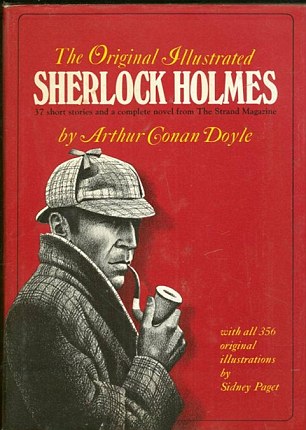 The Original Illustrated
SHERLOCK HOLMES
37 short stories and a complete novel from The Strand Magazine
by Arthur Conan Doyle
with all 356
original
illustrations
by
Sidney Paget